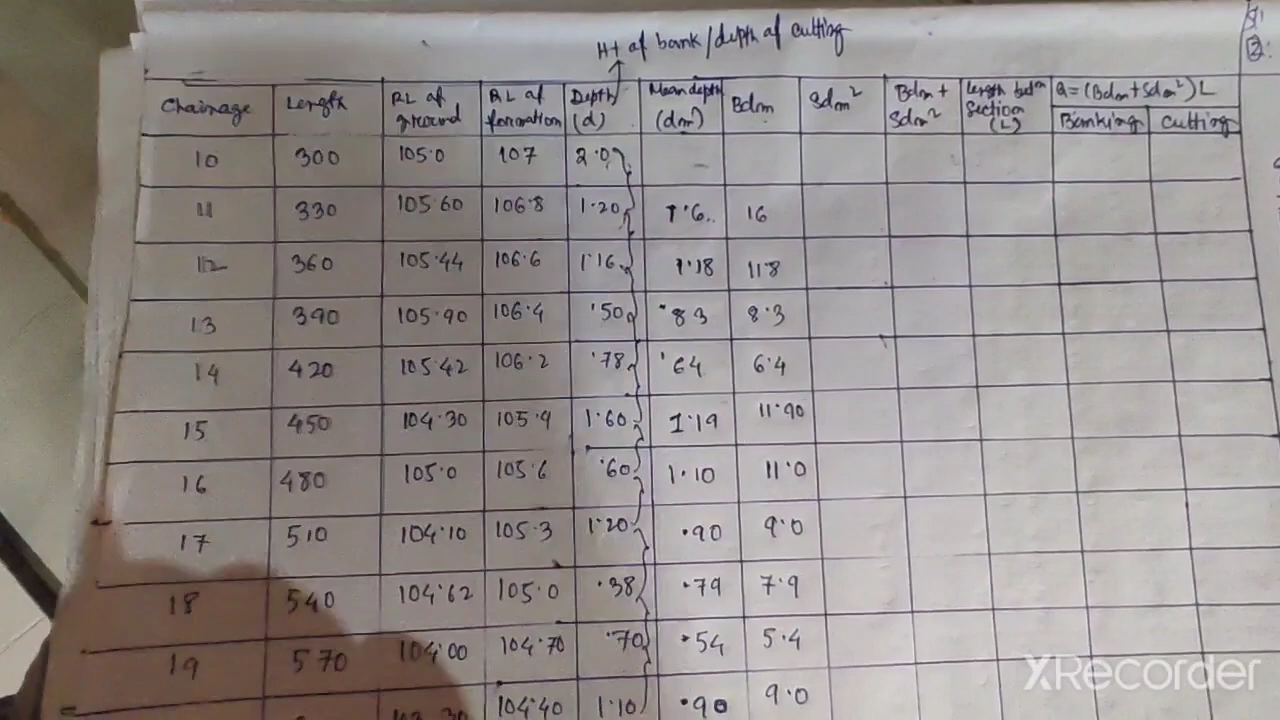 Ht of bank/depth of cutting
Chainage Length RL of ground RL of formation Depth (d) Mean depth (dm) Bdm Sdm² Bdm + Sdm² Length betn Section (L) Q = (Bdm + Sdm²) L
Banking Cutting
10 300 105.0 107 2.0
11 330 105.60 106.8 1.20 1.6 16
12 360 105.44 106.6 1.16 1.18 11.8
13 390 105.90 106.4 .50 .83 8.3
14 420 105.42 106.2 .78 .64 6.4
15 450 104.30 105.9 1.60 1.19 11.90
16 480 105.0 105.6 .60 1.10 11.0
17 510 104.10 105.3 1.20 .90 9.0
18 540 104.62 105.0 .38 .79 7.9
19 570 104.00 104.70 .70 .54 5.4
104.40 1.10 .90 9.0
XRecorder